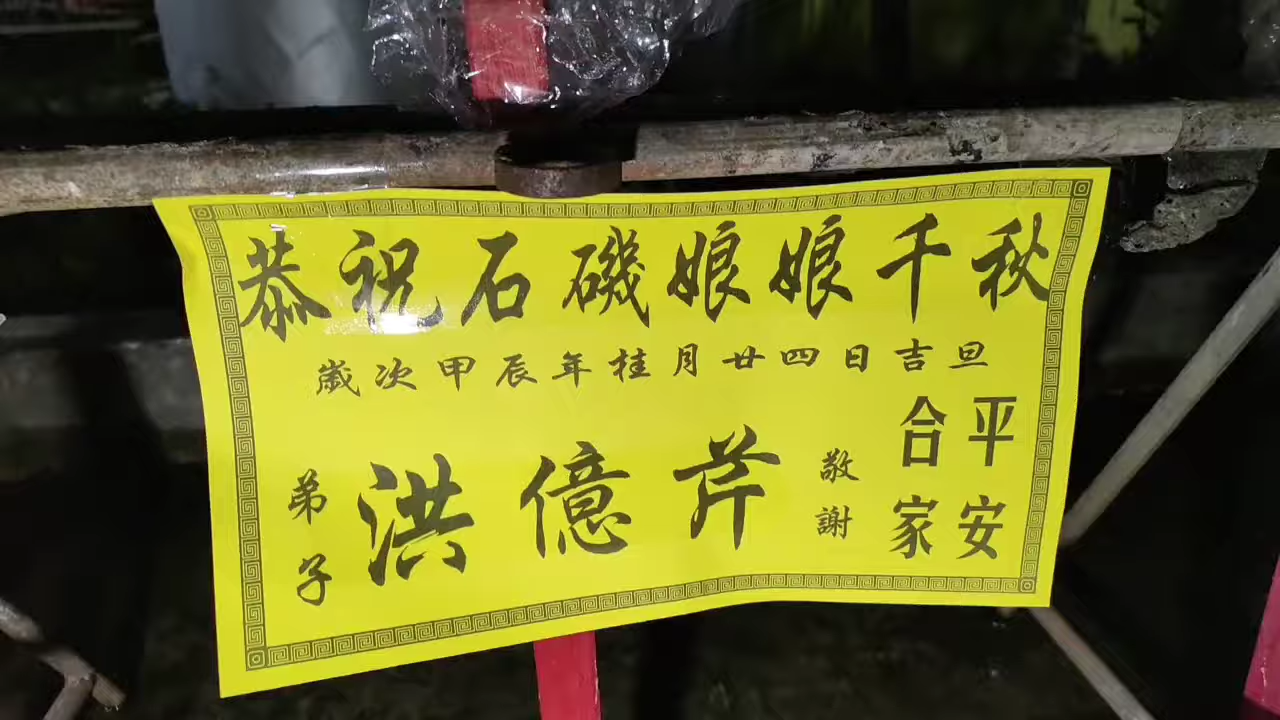 恭祝石磯娘娘千秋
歲次甲辰年桂月廿四日吉旦
弟子 洪億芹 敬謝
合家平安